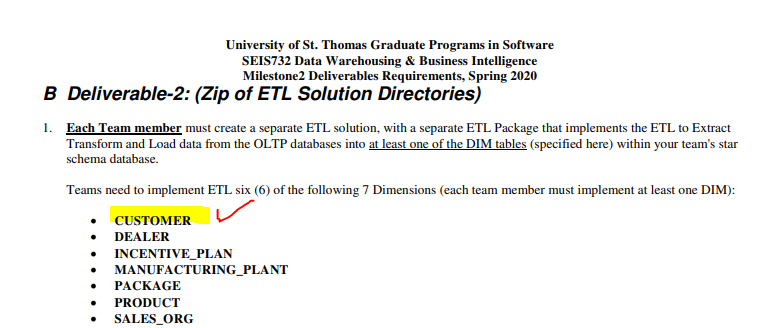 University of St. Thomas Graduate Programs in Software
SEIS732 Data Warehousing & Business Intelligence
Milestone2 Deliverables Requirements, Spring 2020
B Deliverable-2: (Zip of ETL Solution Directories)
1. Each Team member must create a separate ETL solution, with a separate ETL Package that implements the ETL to Extract
Transform and Load data from the OLTP databases into at least one of the DIM tables (specified here) within your team's star
schema database.
Teams need to implement ETL six (6) of the following 7 Dimensions (each team member must implement at least one DIM):
• CUSTOMER
• DEALER
• INCENTIVE_PLAN
• MANUFACTURING_PLANT
• PACKAGE
• PRODUCT
• SALES_ORG